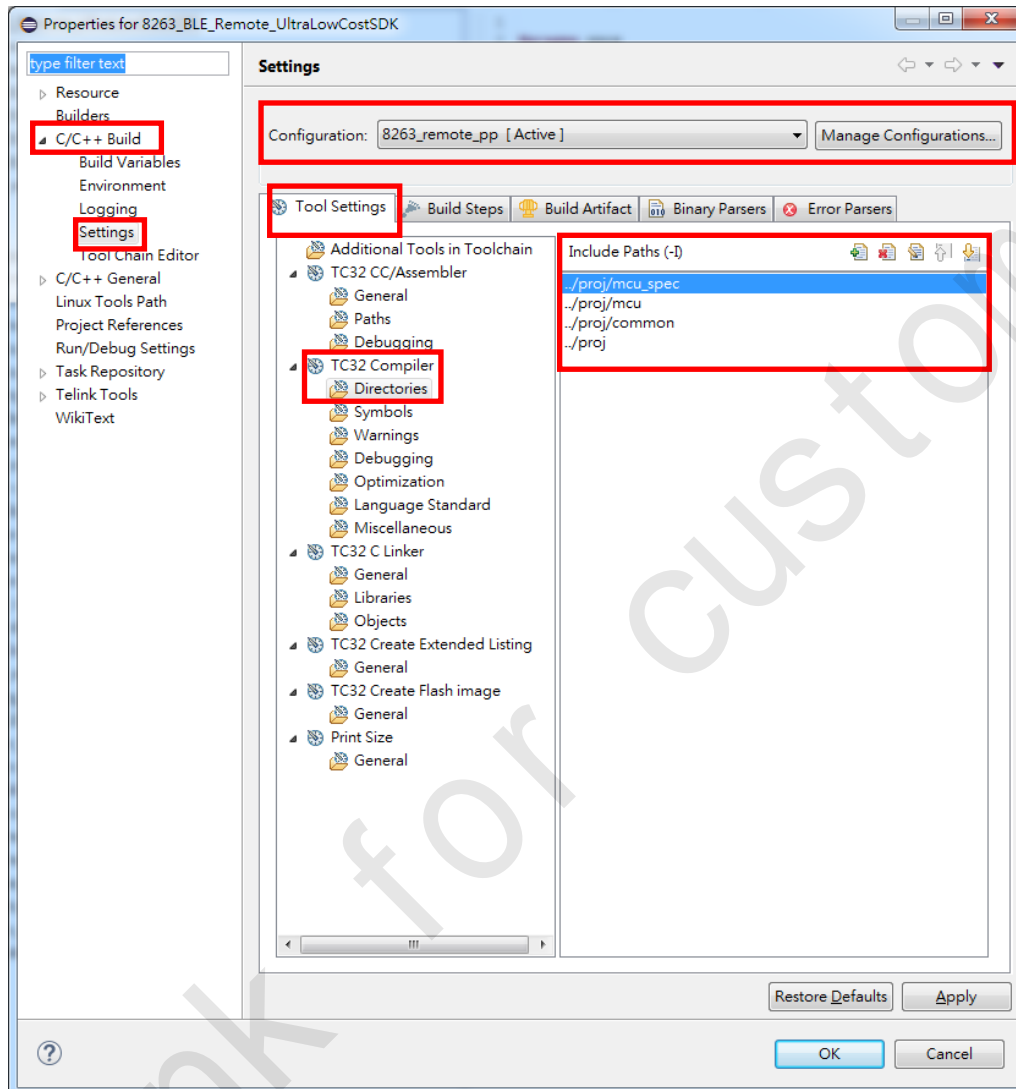 Properties for 8263_BLE_Remote_UltraLowCostSDK
type filter text
Resource
Builders
C/C++ Build
Build Variables
Environment
Logging
Settings
Tool Chain Editor
C/C++ General
Linux Tools Path
Project References
Run/Debug Settings
Task Repository
Telink Tools
WikiText
Settings
Configuration: 8263_remote_pp [ Active ] Manage Configurations...
Tool Settings Build Steps Build Artifact Binary Parsers Error Parsers
Additional Tools in Toolchain
TC32 CC/Assembler
General
Paths
Debugging
TC32 Compiler
Directories
Symbols
Warnings
Debugging
Optimization
Language Standard
Miscellaneous
TC32 C Linker
General
Libraries
Objects
TC32 Create Extended Listing
General
TC32 Create Flash image
General
Print Size
General
Include Paths (-I)
../proj/mcu_spec
../proj/mcu
../proj/common
../proj
Restore Defaults Apply
OK Cancel
for custom